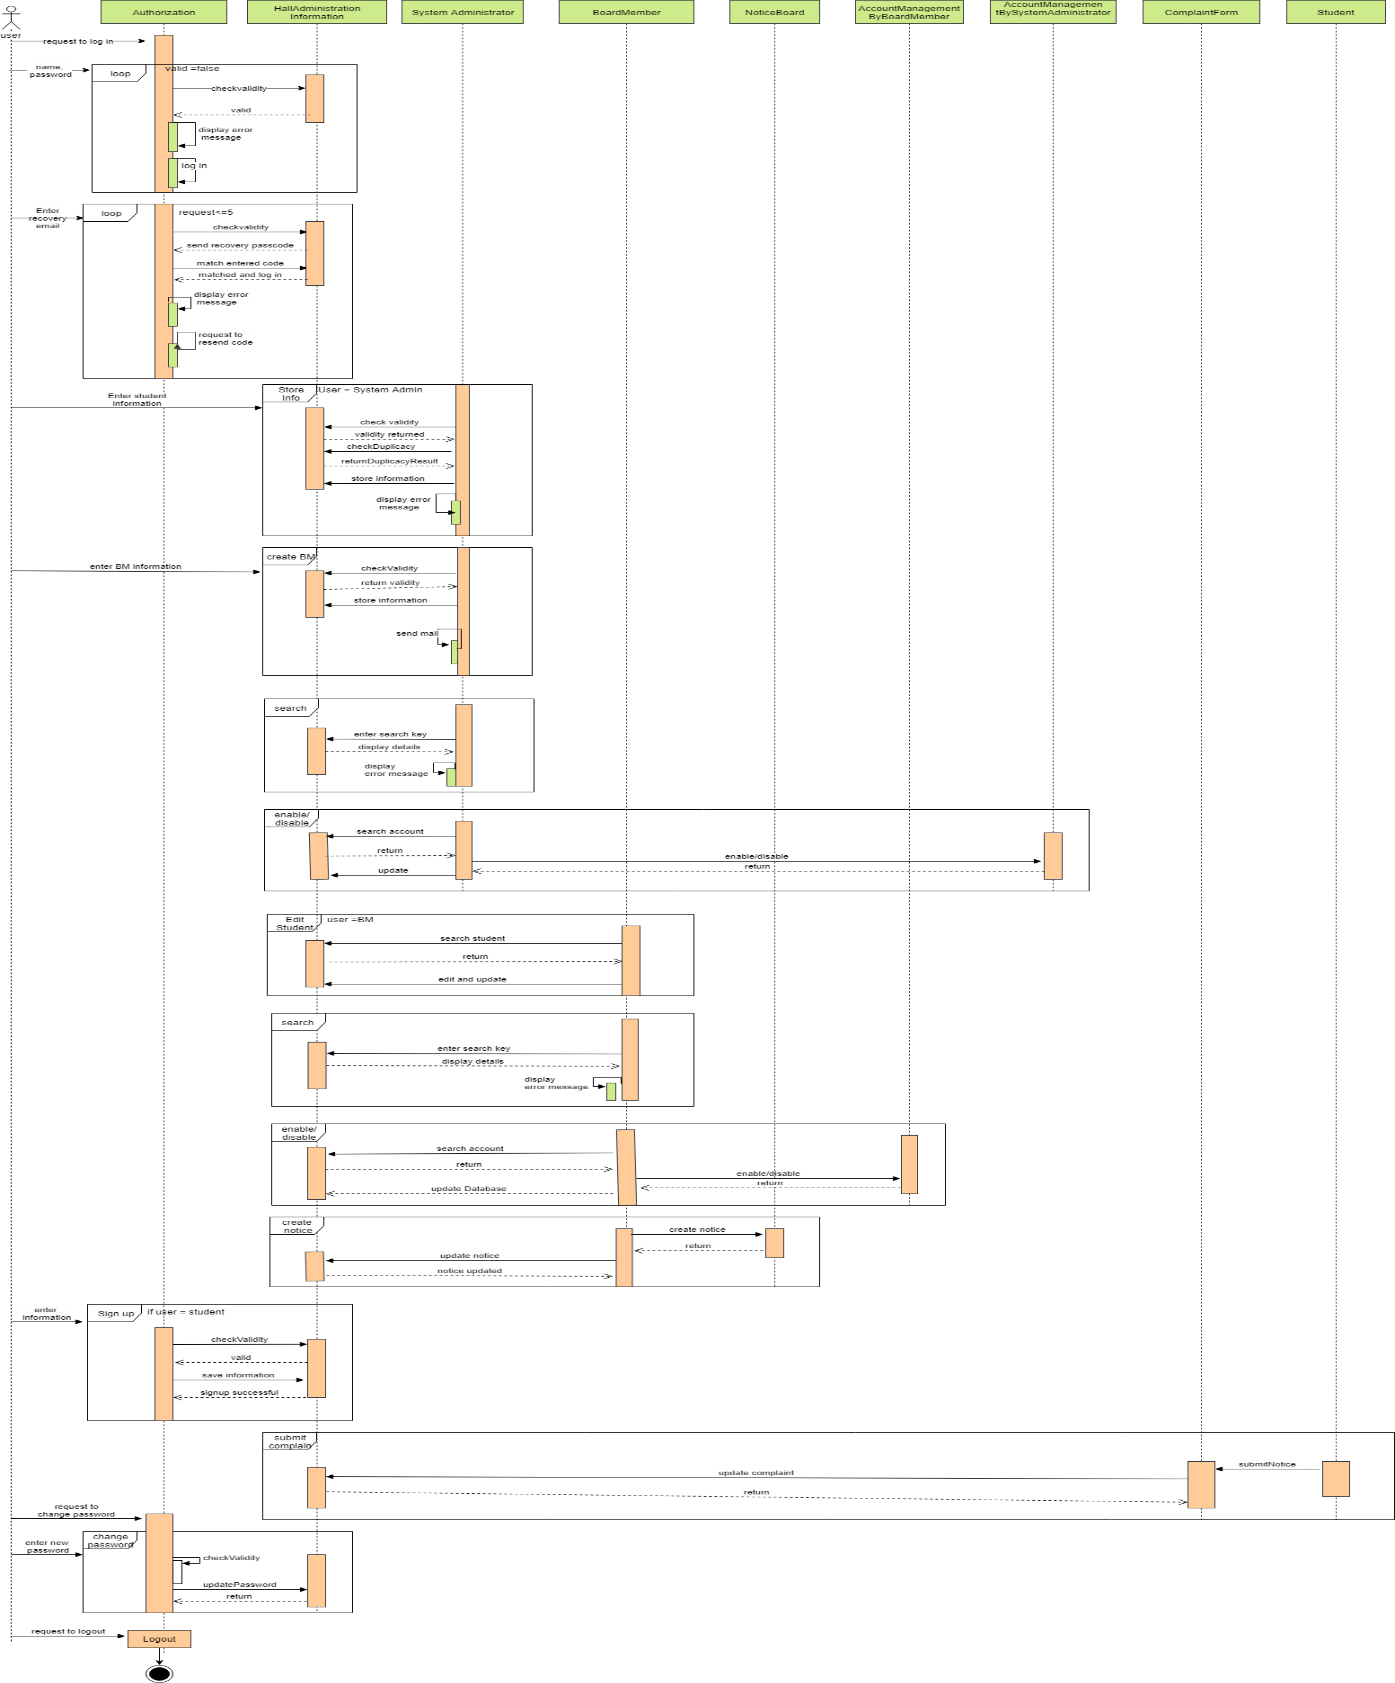 user
Authorization
HallAdministration
Information
System Administrator
BoardMember
NoticeBoard
AccountManagement
ByBoardMember
AccountManagemen
tBySystemAdministrator
ComplaintForm
Student
request to log in
name,
password
loop
valid =false
checkvalidity
valid
display error
message
log in
Enter
recovery
email
loop
request<=5
checkvalidity
send recovery passcode
match entered code
matched and log in
display error
message
request to
resend code
Enter student
information
Store
Info
User = System Admin
check validity
validity returned
checkDuplicacy
returnDuplicacyResult
store information
display error
message
enter BM information
create BM
checkValidity
return validity
store information
send mail
search
enter search key
display details
display
error message
enable/
disable
search account
return
update
enable/disable
return
Edit
Student
user =BM
search student
return
edit and update
search
enter search key
display details
display
error message
enable/
disable
search account
return
update Database
enable/disable
return
create
notice
create notice
return
update notice
notice updated
enter
information
Sign up
if user = student
checkValidity
valid
save information
signup successful
submit
complain
submitNotice
update complaint
return
request to
change password
enter new
password
change
password
checkValidity
updatePassword
return
request to logout
Logout